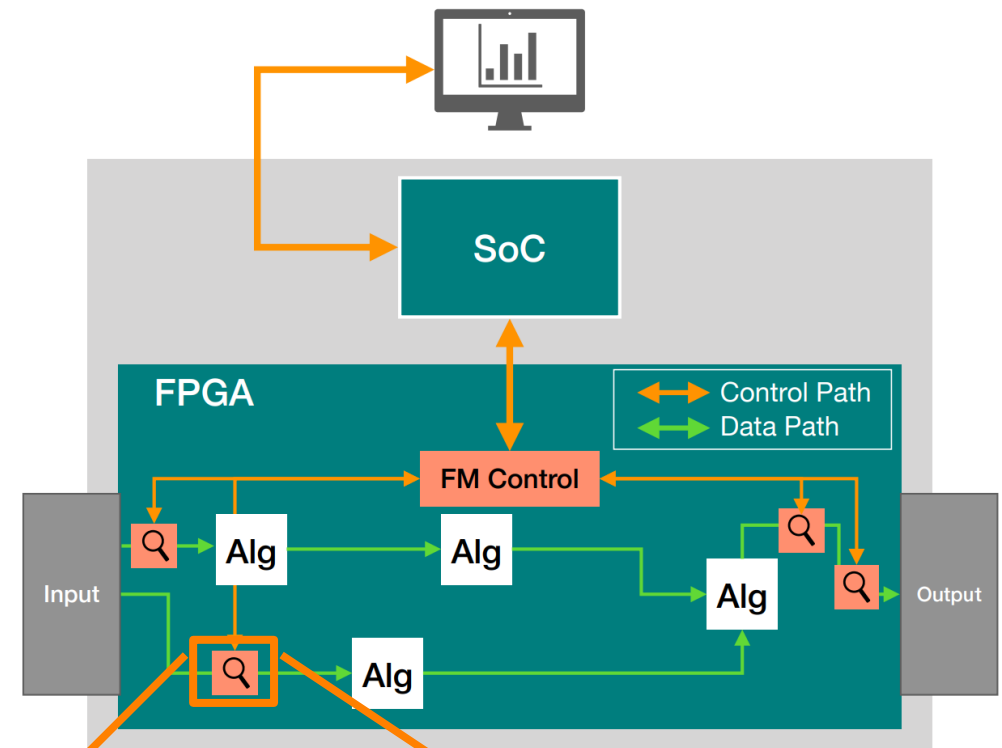 SoC
FPGA
Control Path
Data Path
FM Control
Alg
Alg
Input
Alg
Output
Alg